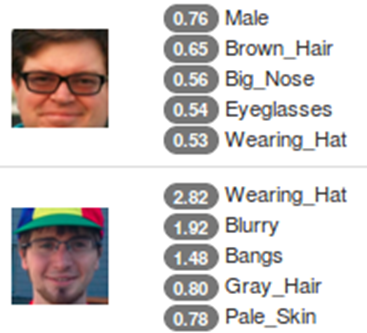 0.76 Male
0.65 Brown_Hair
0.56 Big_Nose
0.54 Eyeglasses
0.53 Wearing_Hat
2.82 Wearing_Hat
1.92 Blurry
1.48 Bangs
0.80 Gray_Hair
0.78 Pale_Skin